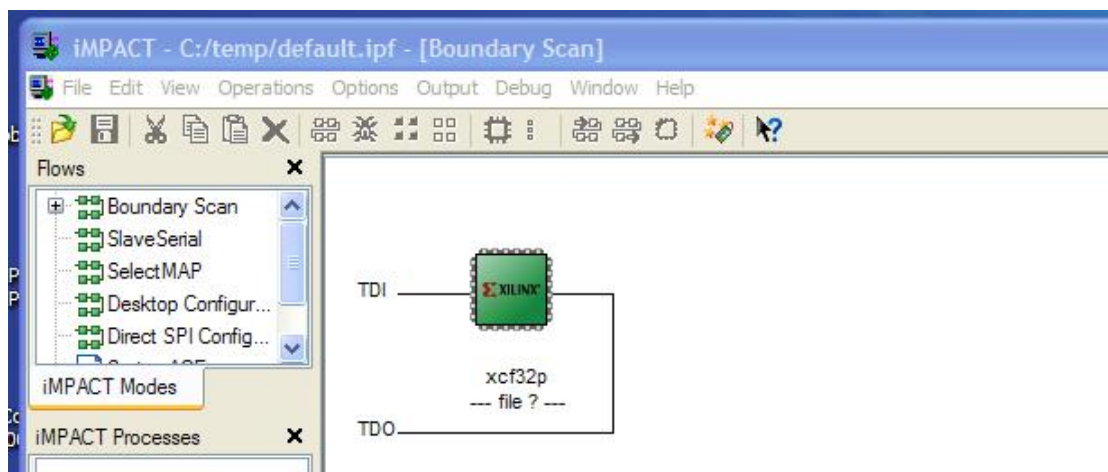 iMPACT - C:/temp/default.ipf - [Boundary Scan]
File Edit View Operations Options Output Debug Window Help
Flows
Boundary Scan
SlaveSerial
SelectMAP
Desktop Configur...
Direct SPI Config...
iMPACT Modes
iMPACT Processes
TDI
XILINX
xcf32p
--- file ? ---
TDO